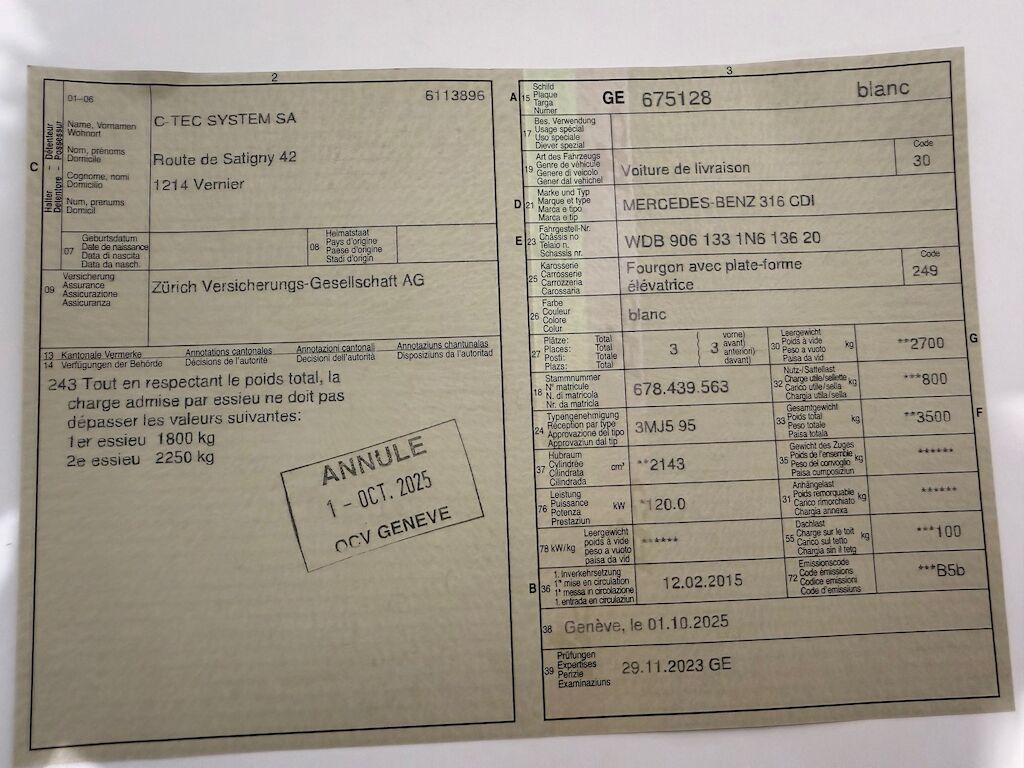 2
01–06
6113896
Halter
Détenteur
Detentore
Possessur
C
Name, Vornamen
Wohnort
Nom, prénoms
Domicile
Cognome, nomi
Domicilio
Num, prenums
Domicil
C-TEC SYSTEM SA
Route de Satigny 42
1214 Vernier
07
Geburtsdatum
Date de naissance
Data di nascita
Data da nasch.
08
Heimatstaat
Pays d'origine
Paese d'origine
Stadi d'origin
09
Versicherung
Assurance
Assicurazione
Assicuranza
Zürich Versicherungs-Gesellschaft AG
13 Kantonale Vermerke
14 Verfügungen der Behörde
Annotations cantonales
Décisions de l'autorité
Annotazioni cantonali
Decisioni dell'autorità
Annotaziuns chantunalas
Disposiziuns da l'autoritad
243 Tout en respectant le poids total, la
charge admise par essieu ne doit pas
dépasser les valeurs suivantes:
1er essieu 1800 kg
2e essieu 2250 kg
ANNULE
1 - OCT. 2025
OCV GENEVE
3
A 15
Schild
Plaque
Targa
Numer
GE 675128
blanc
17
Bes. Verwendung
Usage spécial
Uso speciale
Diever spezial
19
Art des Fahrzeugs
Genre de véhicule
Genere di veicolo
Gener dal vehichel
Voiture de livraison
Code
30
D 21
Marke und Typ
Marque et type
Marca e tipo
Marca e tip
MERCEDES-BENZ 316 CDI
E 23
Fahrgestell-Nr.
Châssis no
Telaio n.
Schassis nr.
WDB 906 133 1N6 136 20
25
Karosserie
Carrosserie
Carrozzeria
Carossaria
Fourgon avec plate-forme
élévatrice
Code
249
26
Farbe
Couleur
Colore
Colur
blanc
27
Plätze: Total
Places: Total
Posti: Totale
Plazs: Total
3
3
vorne)
avant)
anteriori)
davant)
30
Leergewicht
Poids à vide
Peso a vuoto
Paisa da vid
kg
**2700
G
18
Stammnummer
N° matricule
N. di matricola
Nr. da matricla
678.439.563
32
Nutz-/ Sattellast
Charge utile/sellette
Carico utile/sella
Chargia utila/sella
kg
***800
24
Typengenehmigung
Réception par type
Approvazione del tipo
Approvaziun dal tip
3MJ5 95
33
Gesamtgewicht
Poids total
Peso totale
Paisa totala
kg
**3500
F
37
Hubraum
Cylindrée
Cilindrata
Cilindrada
cm³
**2143
35
Gewicht des Zuges
Poids de l'ensemble
Peso del convoglio
Paisa cumposiziun
kg
******
76
Leistung
Puissance
Potenza
Prestaziun
kW
*120.0
31
Anhängelast
Poids remorquable
Carico rimorchiato
Chargia annexa
kg
******
78 kW/kg
Leergewicht
poids à vide
peso a vuoto
paisa da vid
******
55
Dachlast
Charge sur le toit
Carico sul tetto
Chargia sin il tetg
kg
***100
B 36
1. Inverkehrsetzung
1re mise en circulation
1a messa in circolazione
1. entrada en circulaziun
12.02.2015
72
Emissionscode
Code émissions
Codice emissioni
Code d'emissiuns
***B5b
38 Genève, le 01.10.2025
39
Prüfungen
Expertises
Perizie
Examinaziuns
29.11.2023 GE